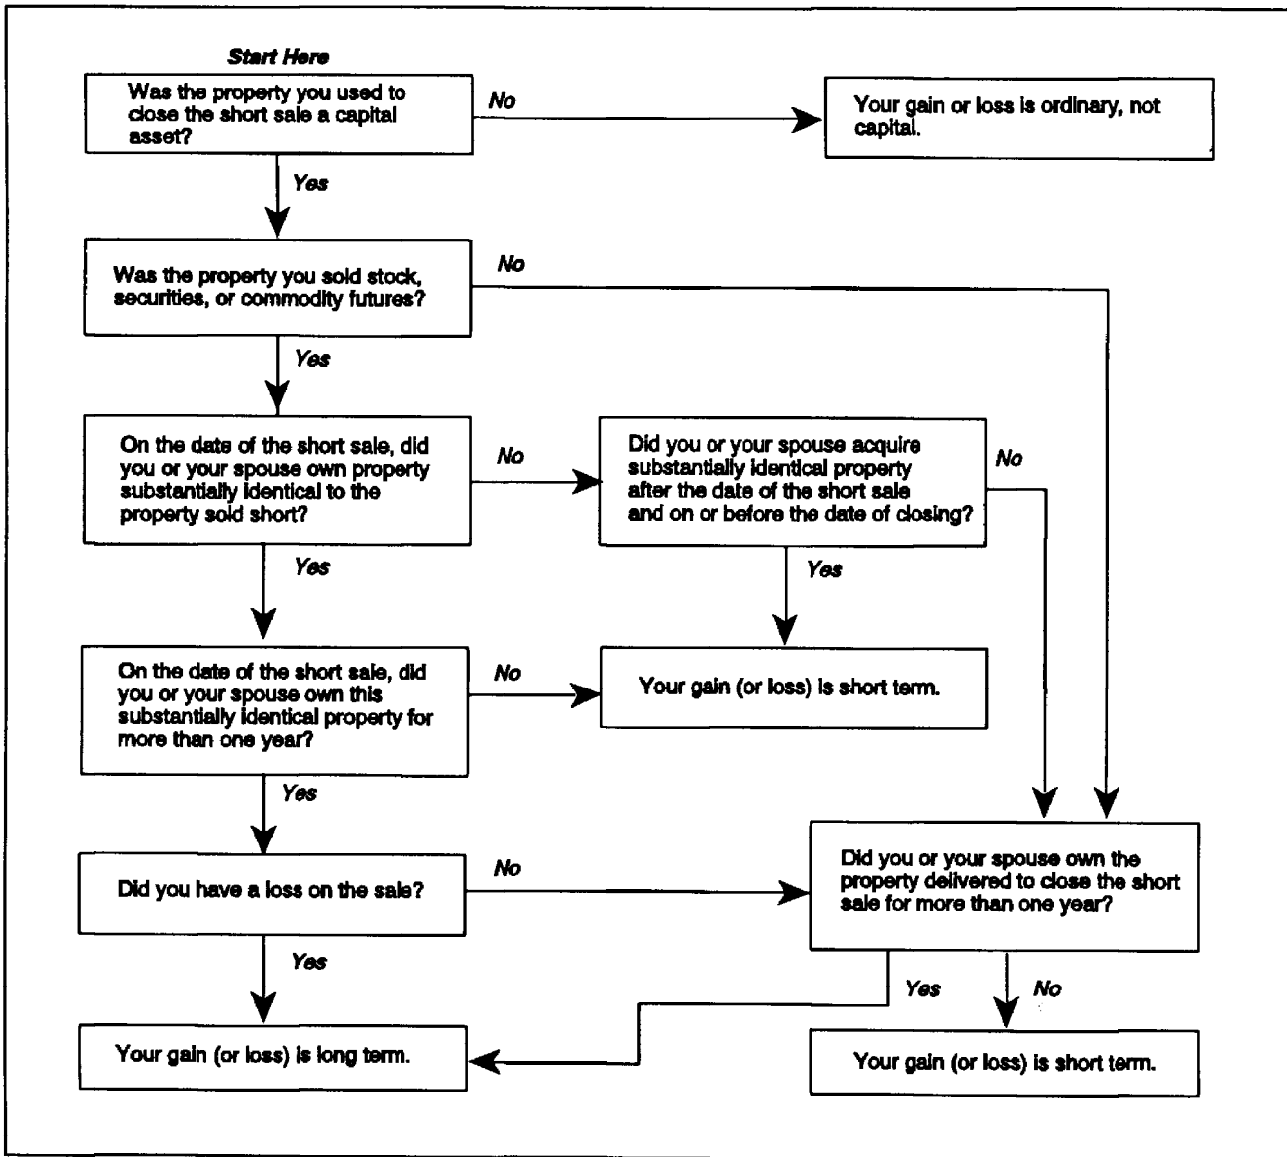 Start Here
Was the property you used to
close the short sale a capital
asset?
No
Your gain or loss is ordinary, not
capital.
Yes
Was the property you sold stock,
securities, or commodity futures?
No
Yes
On the date of the short sale, did
you or your spouse own property
substantially identical to the
property sold short?
No
Did you or your spouse acquire
substantially identical property
after the date of the short sale
and on or before the date of closing?
No
Yes
Yes
On the date of the short sale, did
you or your spouse own this
substantially identical property for
more than one year?
No
Your gain (or loss) is short term.
Yes
Did you have a loss on the sale?
No
Did you or your spouse own the
property delivered to close the short
sale for more than one year?
Yes
Yes
No
Your gain (or loss) is long term.
Your gain (or loss) is short term.